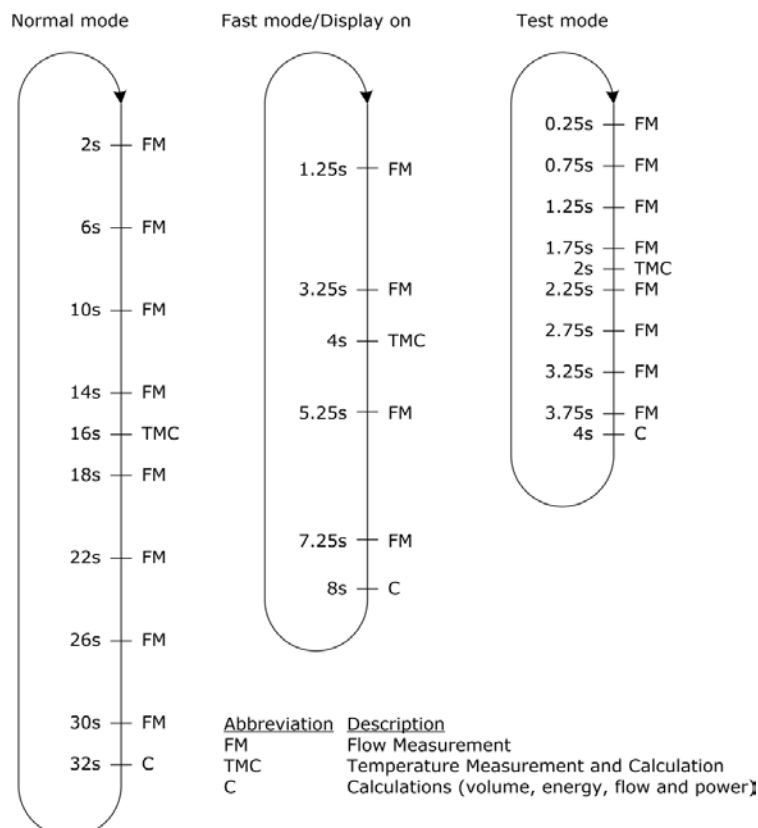 Normal mode
2s FM
6s FM
10s FM
14s FM
16s TMC
18s FM
22s FM
26s FM
30s FM
32s C
Fast mode/Display on
1.25s FM
3.25s FM
4s TMC
5.25s FM
7.25s FM
8s C
Test mode
0.25s FM
0.75s FM
1.25s FM
1.75s FM
2s TMC
2.25s FM
2.75s FM
3.25s FM
3.75s FM
4s C
Abbreviation Description
FM Flow Measurement
TMC Temperature Measurement and Calculation
C Calculations (volume, energy, flow and power)